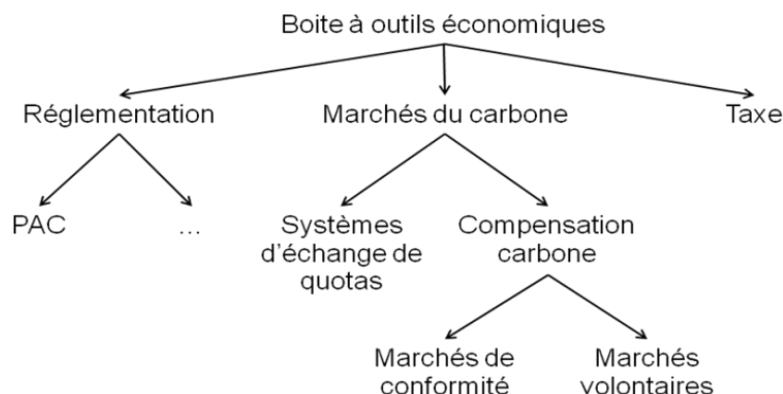 Boite à outils économiques
Réglementation
Marchés du carbone
Taxe
PAC
...
Systèmes
d'échange de
quotas
Compensation
carbone
Marchés de
conformité
Marchés
volontaires